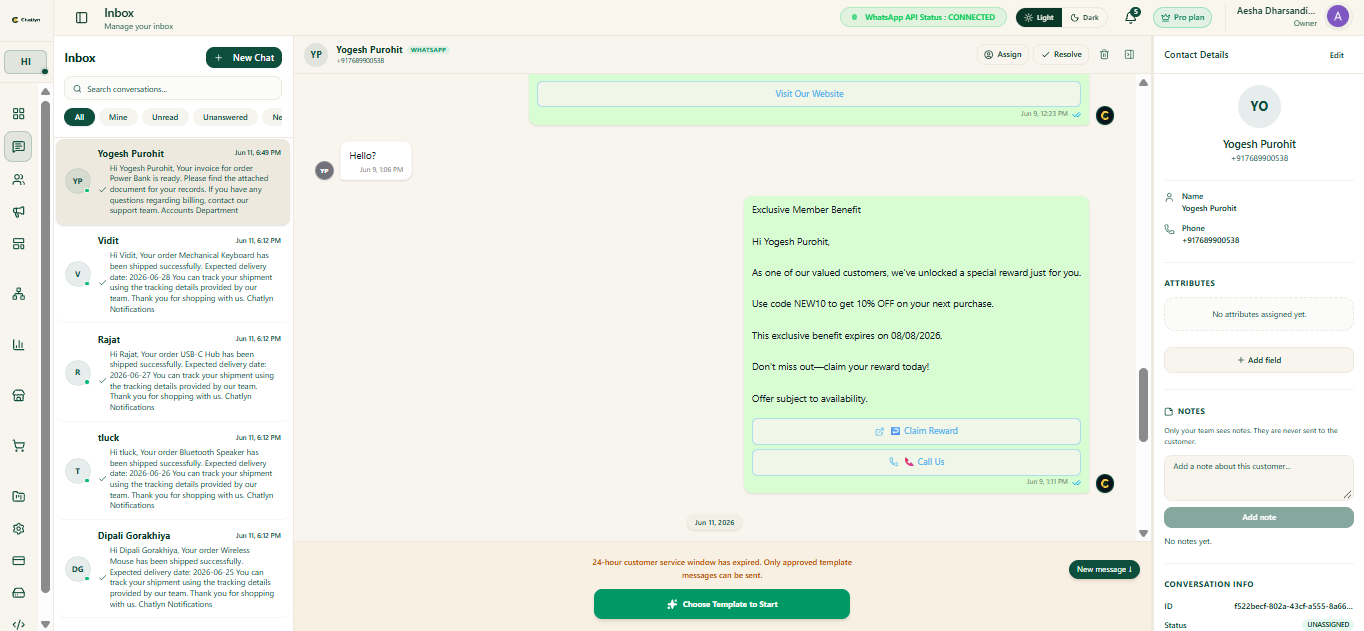 Chatlyn
Inbox
Manage your inbox
WhatsApp API Status : CONNECTED
Light
Dark
5
Pro plan
Aesha Dharsandi...
Owner
A
HI
Inbox
+ New Chat
Search conversations...
All
Mine
Unread
Unanswered
Ne
YP
Yogesh Purohit
Jun 11, 6:49 PM
Hi Yogesh Purohit, Your invoice for order
Power Bank is ready. Please find the attached
document for your records. If you have any
questions regarding billing, contact our
support team. Accounts Department
V
Vidit
Jun 11, 6:12 PM
Hi Vidit, Your order Mechanical Keyboard has
been shipped successfully. Expected delivery
date: 2026-06-28 You can track your shipment
using the tracking details provided by our
team. Thank you for shopping with us. Chatlyn
Notifications
R
Rajat
Jun 11, 6:12 PM
Hi Rajat, Your order USB-C Hub has been
shipped successfully. Expected delivery date:
2026-06-27 You can track your shipment using
the tracking details provided by our team.
Thank you for shopping with us. Chatlyn
Notifications
T
tluck
Jun 11, 6:12 PM
Hi tluck, Your order Bluetooth Speaker has
been shipped successfully. Expected delivery
date: 2026-06-26 You can track your shipment
using the tracking details provided by our
team. Thank you for shopping with us. Chatlyn
Notifications
DG
Dipali Gorakhiya
Jun 11, 6:12 PM
Hi Dipali Gorakhiya, Your order Wireless
Mouse has been shipped successfully.
Expected delivery date: 2026-06-25 You can
track your shipment using the tracking details
provided by our team. Thank you for shopping
with us. Chatlyn Notifications
YP
Yogesh Purohit
WHATSAPP
+917689900538
Assign
Resolve
Visit Our Website
Jun 9, 12:23 PM
C
YP
Hello?
Jun 9, 1:06 PM
Exclusive Member Benefit
Hi Yogesh Purohit,
As one of our valued customers, we've unlocked a special reward just for you.
Use code NEW10 to get 10% OFF on your next purchase.
This exclusive benefit expires on 08/08/2026.
Don't miss out—claim your reward today!
Offer subject to availability.
Claim Reward
Call Us
Jun 9, 1:11 PM
C
Jun 11, 2026
24-hour customer service window has expired. Only approved template
messages can be sent.
New message ↓
Choose Template to Start
Contact Details
Edit
YO
Yogesh Purohit
+917689900538
Name
Yogesh Purohit
Phone
+917689900538
ATTRIBUTES
No attributes assigned yet.
+ Add field
NOTES
Only your team sees notes. They are never sent to the
customer.
Add a note about this customer...
Add note
No notes yet.
CONVERSATION INFO
ID
f522becf-802a-43cf-a555-8a66...
Status
UNASSIGNED